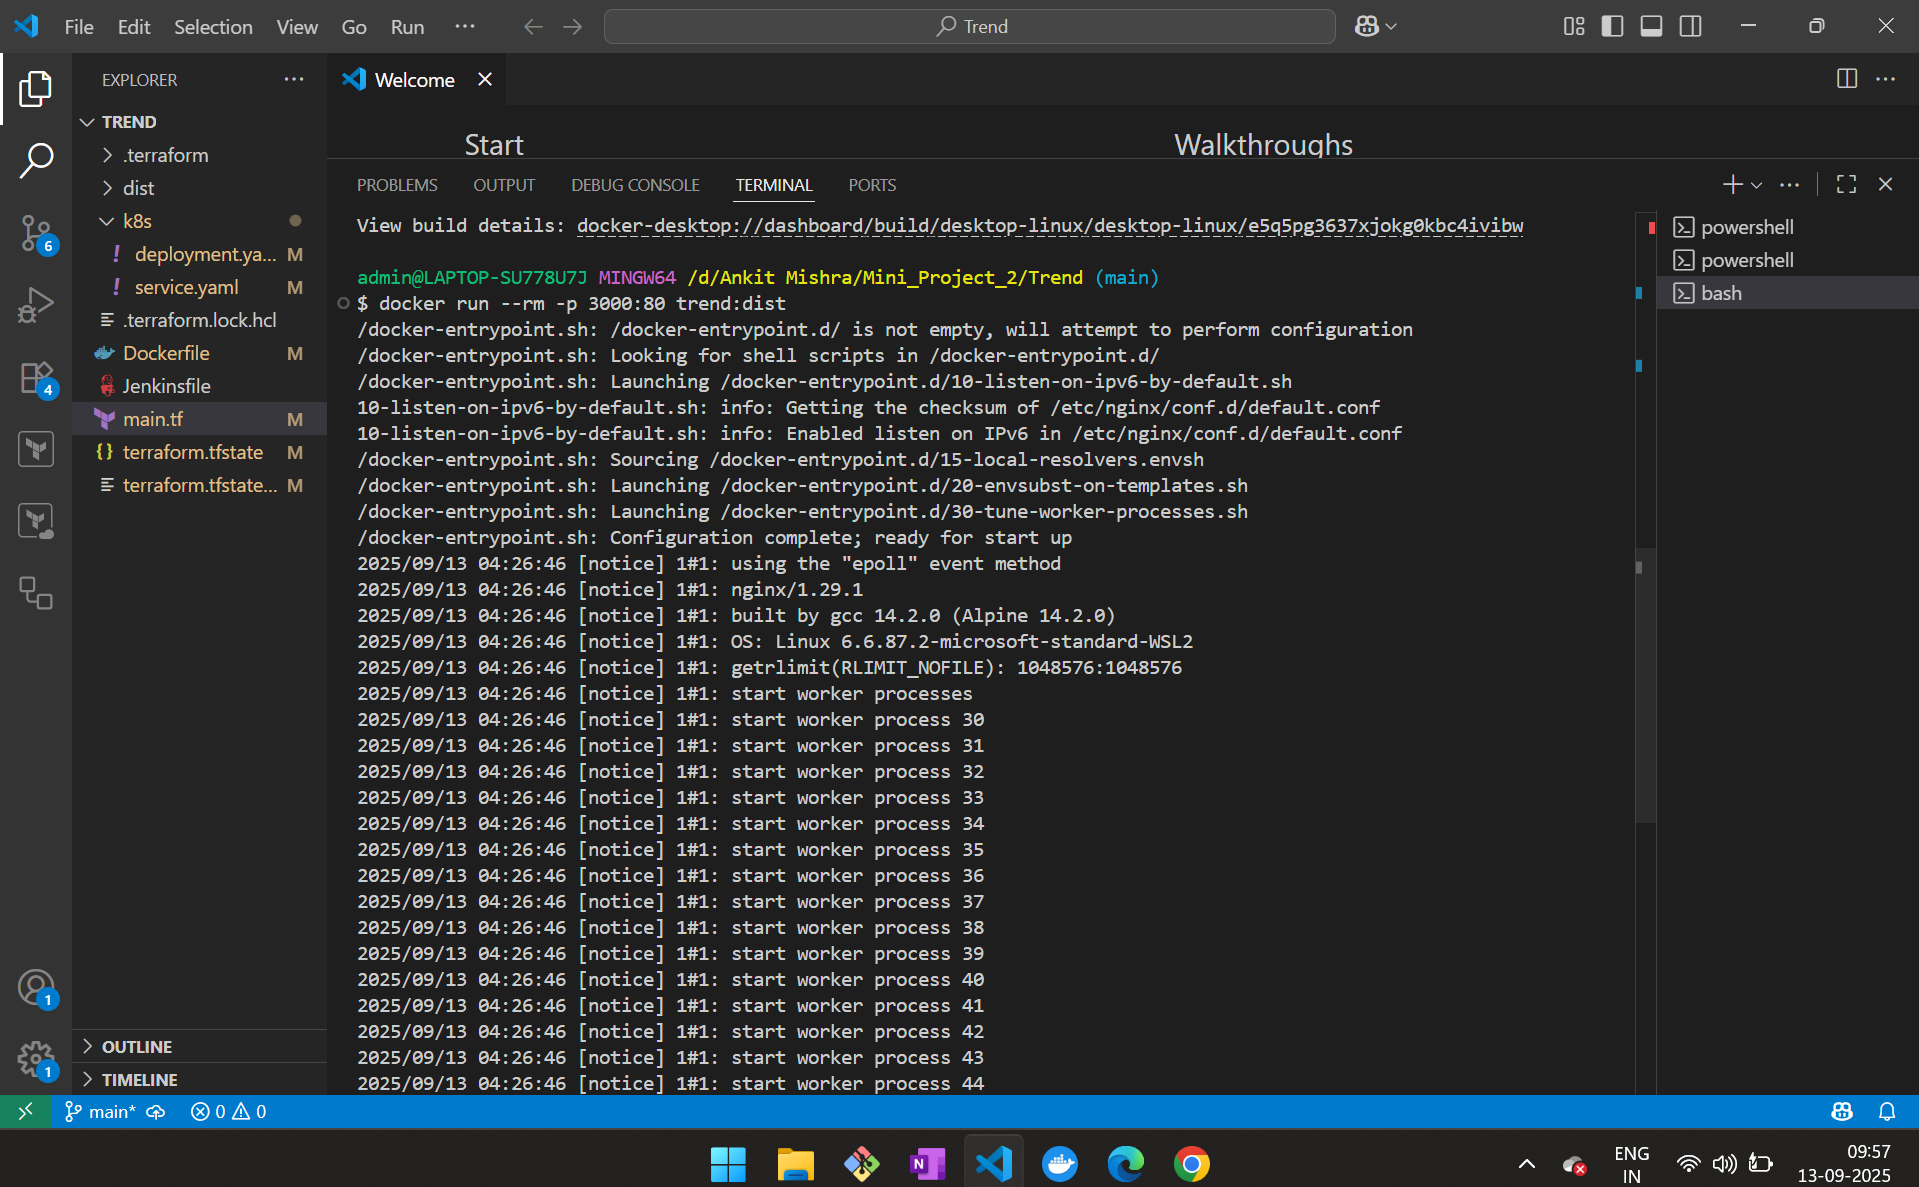 File Edit Selection View Go Run ···
Trend
EXPLORER ···
TREND
.terraform
dist
k8s
! deployment.ya... M
! service.yaml M
.terraform.lock.hcl
Dockerfile M
Jenkinsfile
main.tf M
{} terraform.tfstate M
terraform.tfstate... M
OUTLINE
TIMELINE
6
4
1
1
Welcome
Start
Walkthroughs
PROBLEMS OUTPUT DEBUG CONSOLE TERMINAL PORTS
View build details: docker-desktop://dashboard/build/desktop-linux/desktop-linux/e5q5pg3637xjokg0kbc4ivibw
admin@LAPTOP-SU778U7J MINGW64 /d/Ankit Mishra/Mini_Project_2/Trend (main)
$ docker run --rm -p 3000:80 trend:dist
/docker-entrypoint.sh: /docker-entrypoint.d/ is not empty, will attempt to perform configuration
/docker-entrypoint.sh: Looking for shell scripts in /docker-entrypoint.d/
/docker-entrypoint.sh: Launching /docker-entrypoint.d/10-listen-on-ipv6-by-default.sh
10-listen-on-ipv6-by-default.sh: info: Getting the checksum of /etc/nginx/conf.d/default.conf
10-listen-on-ipv6-by-default.sh: info: Enabled listen on IPv6 in /etc/nginx/conf.d/default.conf
/docker-entrypoint.sh: Sourcing /docker-entrypoint.d/15-local-resolvers.envsh
/docker-entrypoint.sh: Launching /docker-entrypoint.d/20-envsubst-on-templates.sh
/docker-entrypoint.sh: Launching /docker-entrypoint.d/30-tune-worker-processes.sh
/docker-entrypoint.sh: Configuration complete; ready for start up
2025/09/13 04:26:46 [notice] 1#1: using the "epoll" event method
2025/09/13 04:26:46 [notice] 1#1: nginx/1.29.1
2025/09/13 04:26:46 [notice] 1#1: built by gcc 14.2.0 (Alpine 14.2.0)
2025/09/13 04:26:46 [notice] 1#1: OS: Linux 6.6.87.2-microsoft-standard-WSL2
2025/09/13 04:26:46 [notice] 1#1: getrlimit(RLIMIT_NOFILE): 1048576:1048576
2025/09/13 04:26:46 [notice] 1#1: start worker processes
2025/09/13 04:26:46 [notice] 1#1: start worker process 30
2025/09/13 04:26:46 [notice] 1#1: start worker process 31
2025/09/13 04:26:46 [notice] 1#1: start worker process 32
2025/09/13 04:26:46 [notice] 1#1: start worker process 33
2025/09/13 04:26:46 [notice] 1#1: start worker process 34
2025/09/13 04:26:46 [notice] 1#1: start worker process 35
2025/09/13 04:26:46 [notice] 1#1: start worker process 36
2025/09/13 04:26:46 [notice] 1#1: start worker process 37
2025/09/13 04:26:46 [notice] 1#1: start worker process 38
2025/09/13 04:26:46 [notice] 1#1: start worker process 39
2025/09/13 04:26:46 [notice] 1#1: start worker process 40
2025/09/13 04:26:46 [notice] 1#1: start worker process 41
2025/09/13 04:26:46 [notice] 1#1: start worker process 42
2025/09/13 04:26:46 [notice] 1#1: start worker process 43
2025/09/13 04:26:46 [notice] 1#1: start worker process 44
powershell
powershell
bash
main* 0 0
N
ENG
IN
09:57
13-09-2025